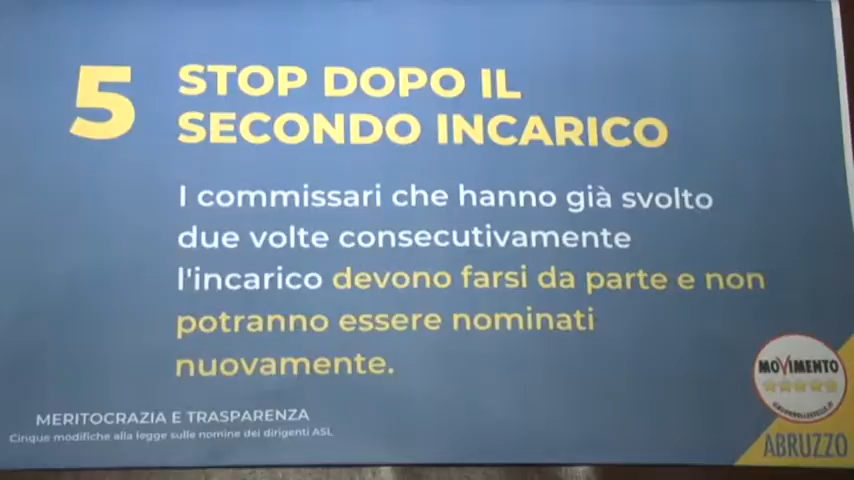 5
STOP DOPO IL
SECONDO INCARICO
I commissari che hanno già svolto
due volte consecutivamente
l'incarico devono farsi da parte e non
potranno essere nominati
nuovamente.
MERITOCRAZIA E TRASPARENZA
Cinque modifiche alla legge sulle nomine dei dirigenti ASL
MOVIMENTO
ABRUZZO